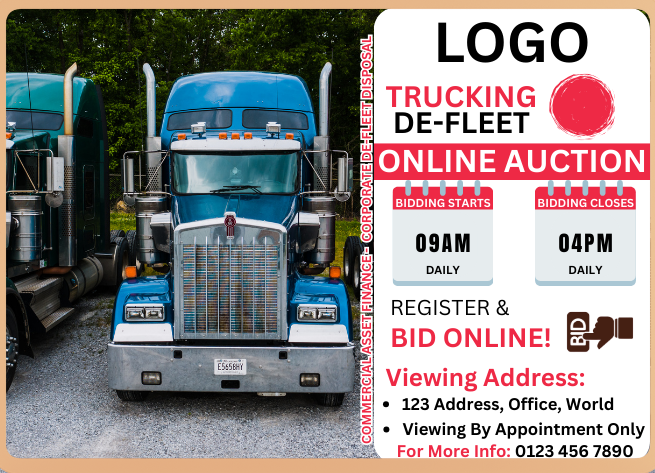 LOGO
TRUCKING
DE-FLEET
ONLINE AUCTION
BIDDING STARTS
09AM
DAILY
BIDDING CLOSES
04PM
DAILY
REGISTER &
BID ONLINE!
BID
Viewing Address:
• 123 Address, Office, World
• Viewing By Appointment Only
For More Info: 0123 456 7890
COMMERCIAL ASSET FINANCE - CORPORATE DE-FLEET DISPOSAL
E5658HY